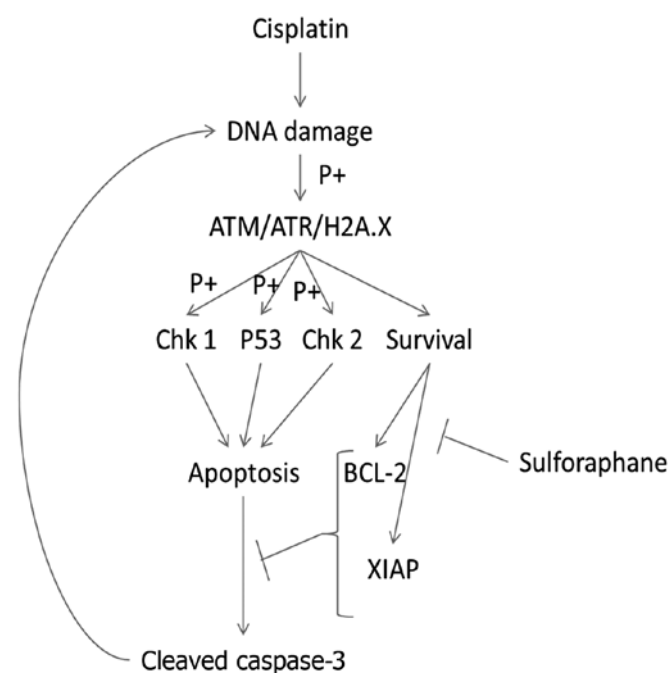 Cisplatin
DNA damage
P+
ATM/ATR/H2A.X
P+ P+ P+
Chk 1 P53 Chk 2 Survival
Apoptosis BCL-2 Sulforaphane
XIAP
Cleaved caspase-3